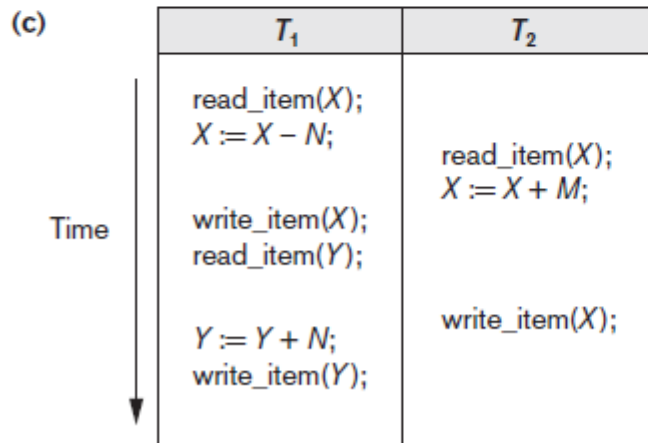 (c)
T₁ T₂
read_item(X);
X := X – N;
read_item(X);
X := X + M;
Time
write_item(X);
read_item(Y);
write_item(X);
Y := Y + N;
write_item(Y);